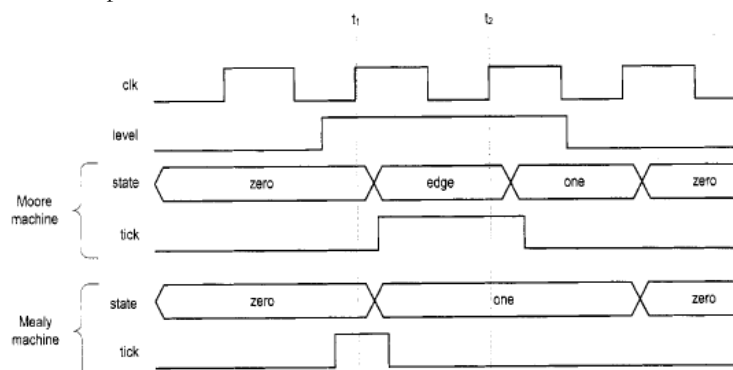 t1 t2
clk
level
state zero edge one zero
Moore machine
tick
state zero one zero
Mealy machine
tick